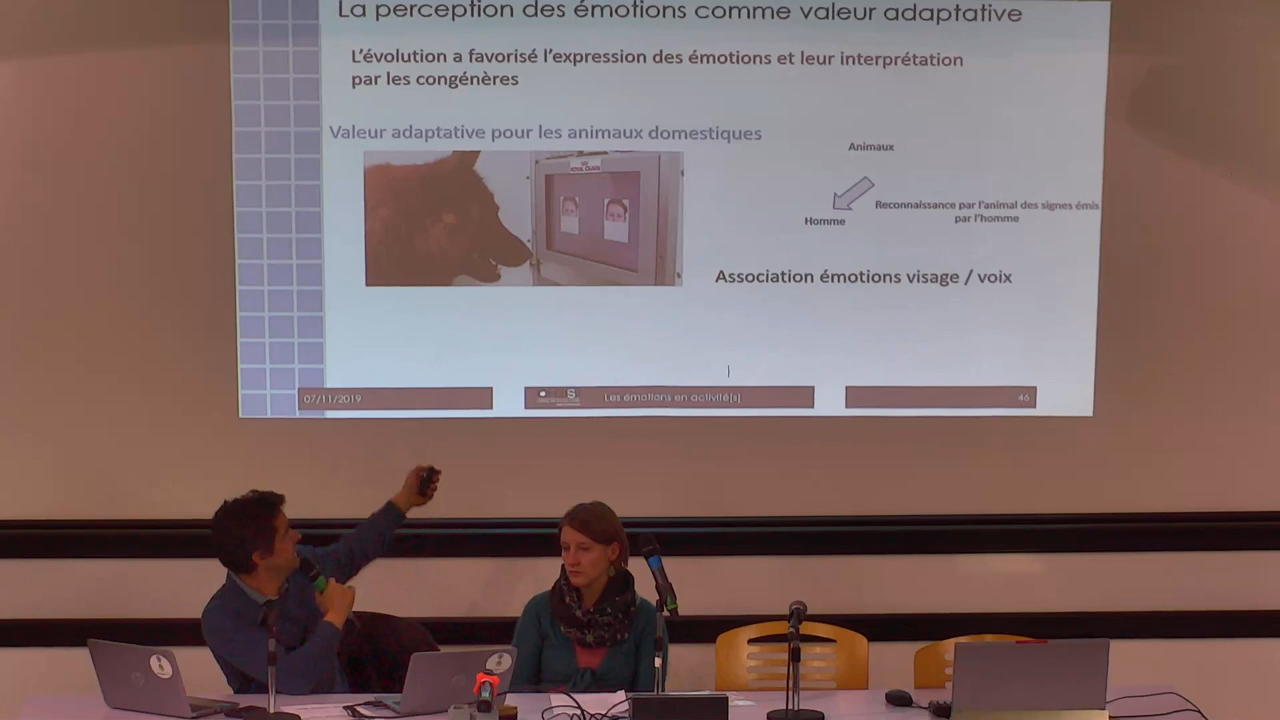 La perception des émotions comme valeur adaptative
L'évolution a favorisé l'expression des émotions et leur interprétation
par les congénères
Valeur adaptative pour les animaux domestiques
Animaux
Reconnaissance par l'animal des signes émis
par l'homme
Homme
Association émotions visage / voix
07/11/2019
Les émotions en activité(s)
46